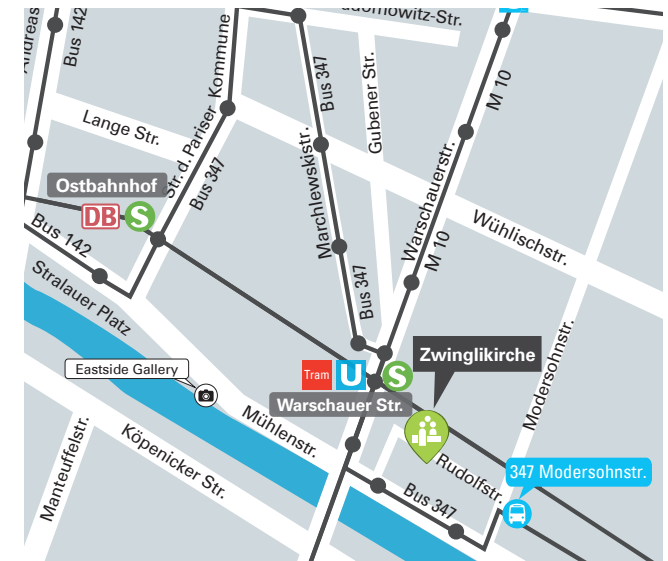 Bus 142
M 10
Bus 347
Gubener Str.
Lange Str.
Str. d. Pariser Kommune
Bus 347
Marchlewskistr.
Warschauerstr.
M 10
Wühlischstr.
Ostbahnhof
DB
S
Bus 142
Stralauer Platz
Bus 347
Modersohnstr.
Eastside Gallery
Tram
U
S
Zwinglikirche
Warschauer Str.
Mühlenstr.
Köpenicker Str.
Manteuffelstr.
Rudolfstr.
347 Modersohnstr.
Bus 347